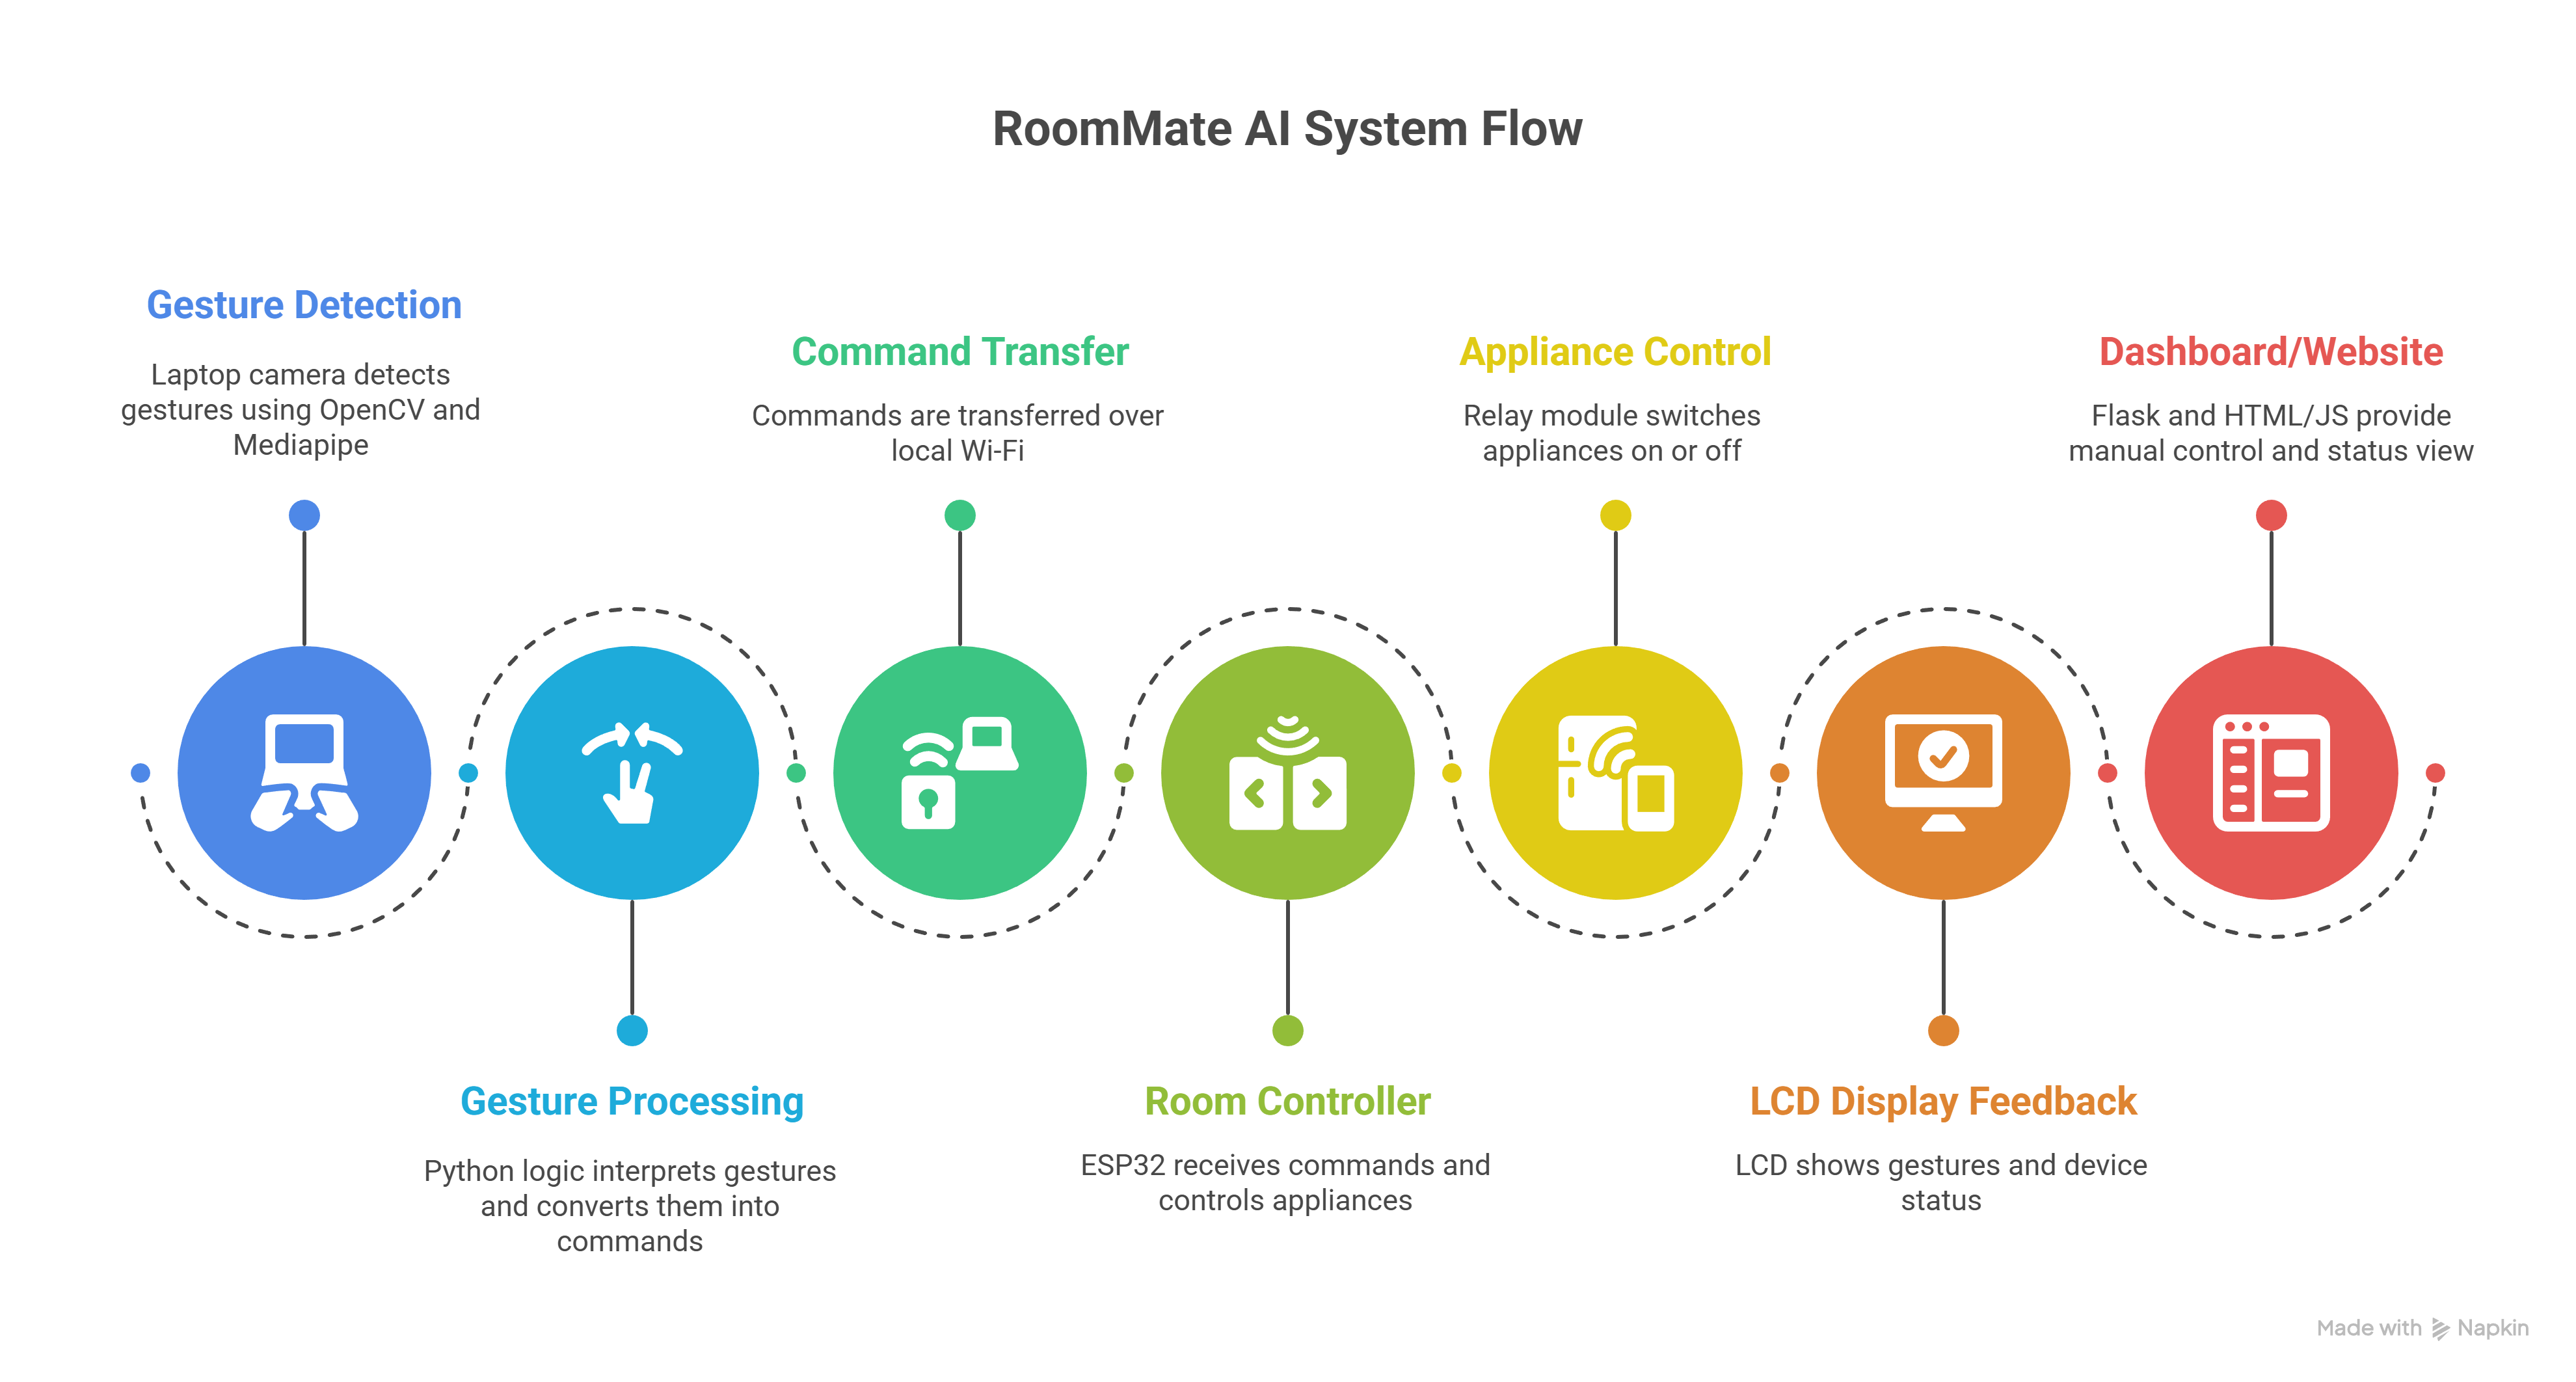 RoomMate AI System Flow
Gesture Detection
Laptop camera detects
gestures using OpenCV and
Mediapipe
Gesture Processing
Python logic interprets gestures
and converts them into
commands
Command Transfer
Commands are transferred over
local Wi-Fi
Room Controller
ESP32 receives commands and
controls appliances
Appliance Control
Relay module switches
appliances on or off
LCD Display Feedback
LCD shows gestures and device
status
Dashboard/Website
Flask and HTML/JS provide
manual control and status view
Made with Napkin